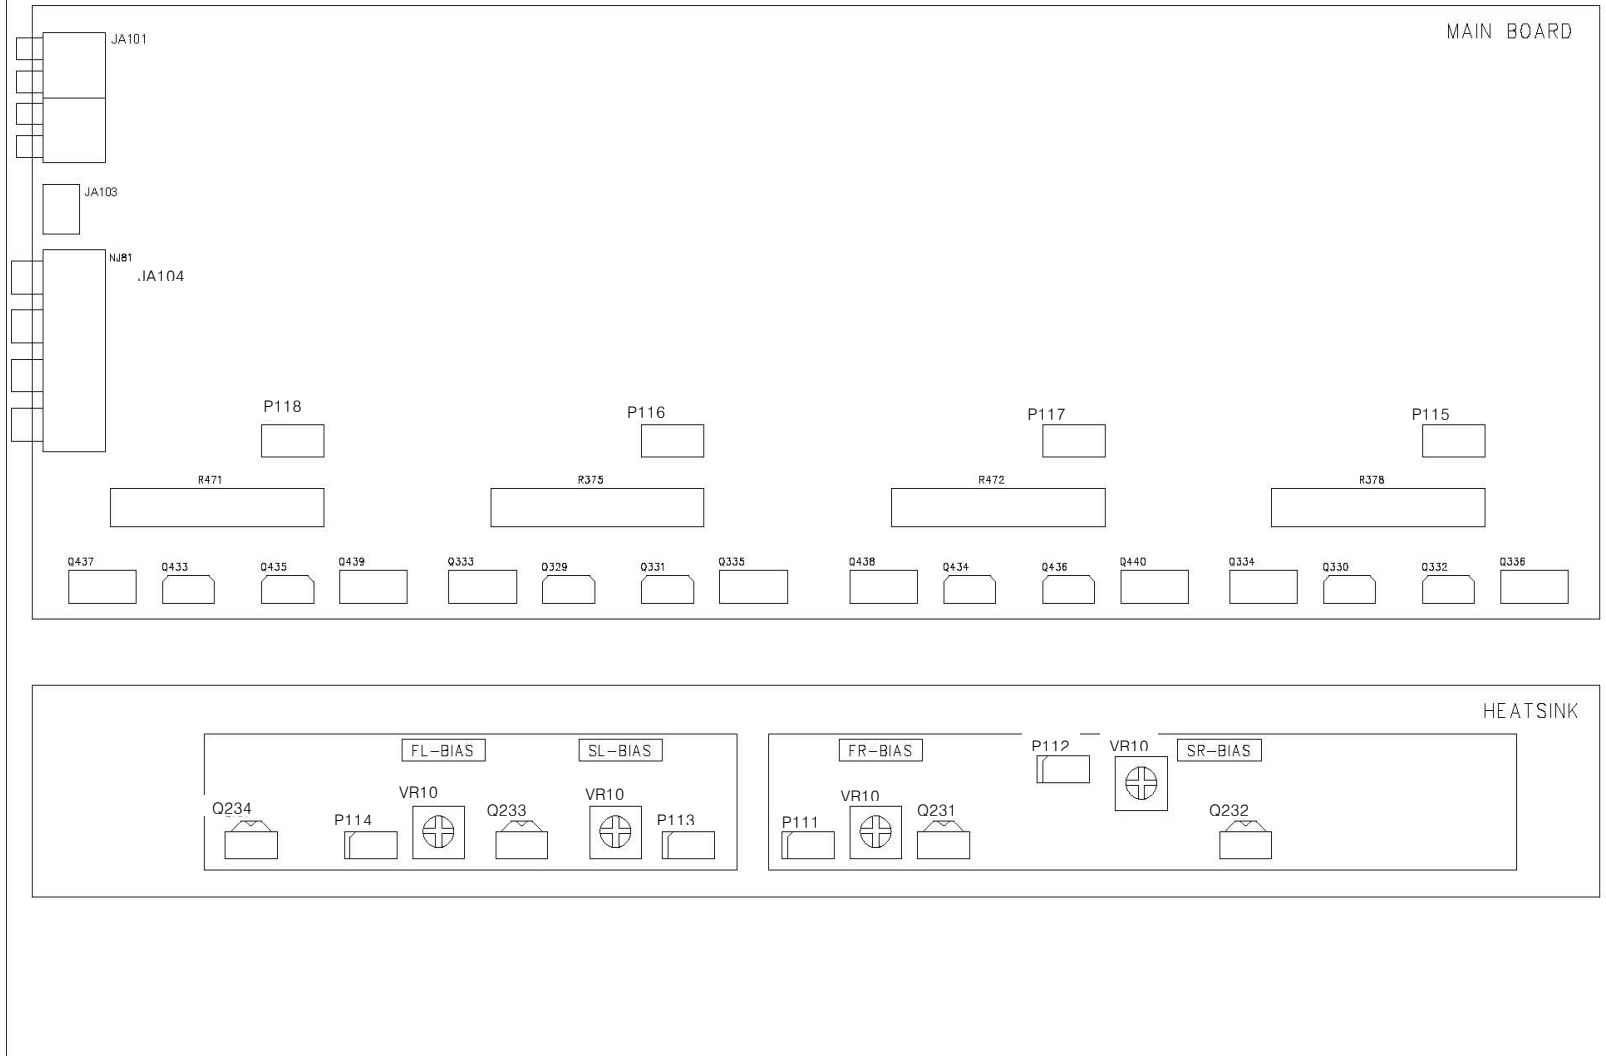 MAIN BOARD
JA101
JA103
NJ81
JA104
P118 P116 P117 P115
R471 R375 R472 R378
Q437 Q433 Q435 Q439 Q333 Q329 Q331 Q335 Q438 Q434 Q436 Q440 Q334 Q330 Q332 Q336
HEATSINK
FL-BIAS SL-BIAS FR-BIAS P112 VR10 SR-BIAS
VR10 VR10 VR10
Q234 P114 Q233 P113 P111 Q231 Q232